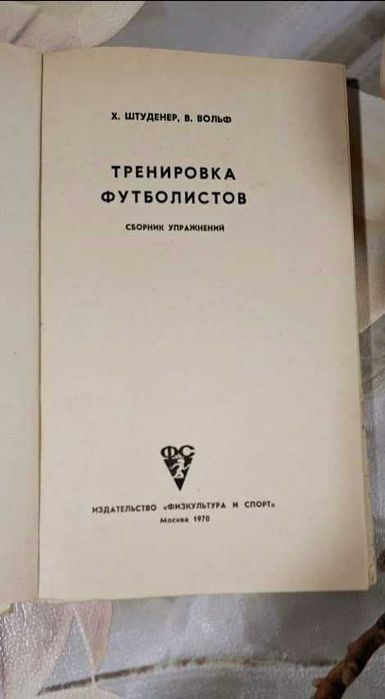 Х. ШТУДЕНЕР, В. ВОЛЬФ
ТРЕНИРОВКА
ФУТБОЛИСТОВ
СБОРНИК УПРАЖНЕНИЙ
ФС
ИЗДАТЕЛЬСТВО «ФИЗКУЛЬТУРА И СПОРТ»
Москва 1970